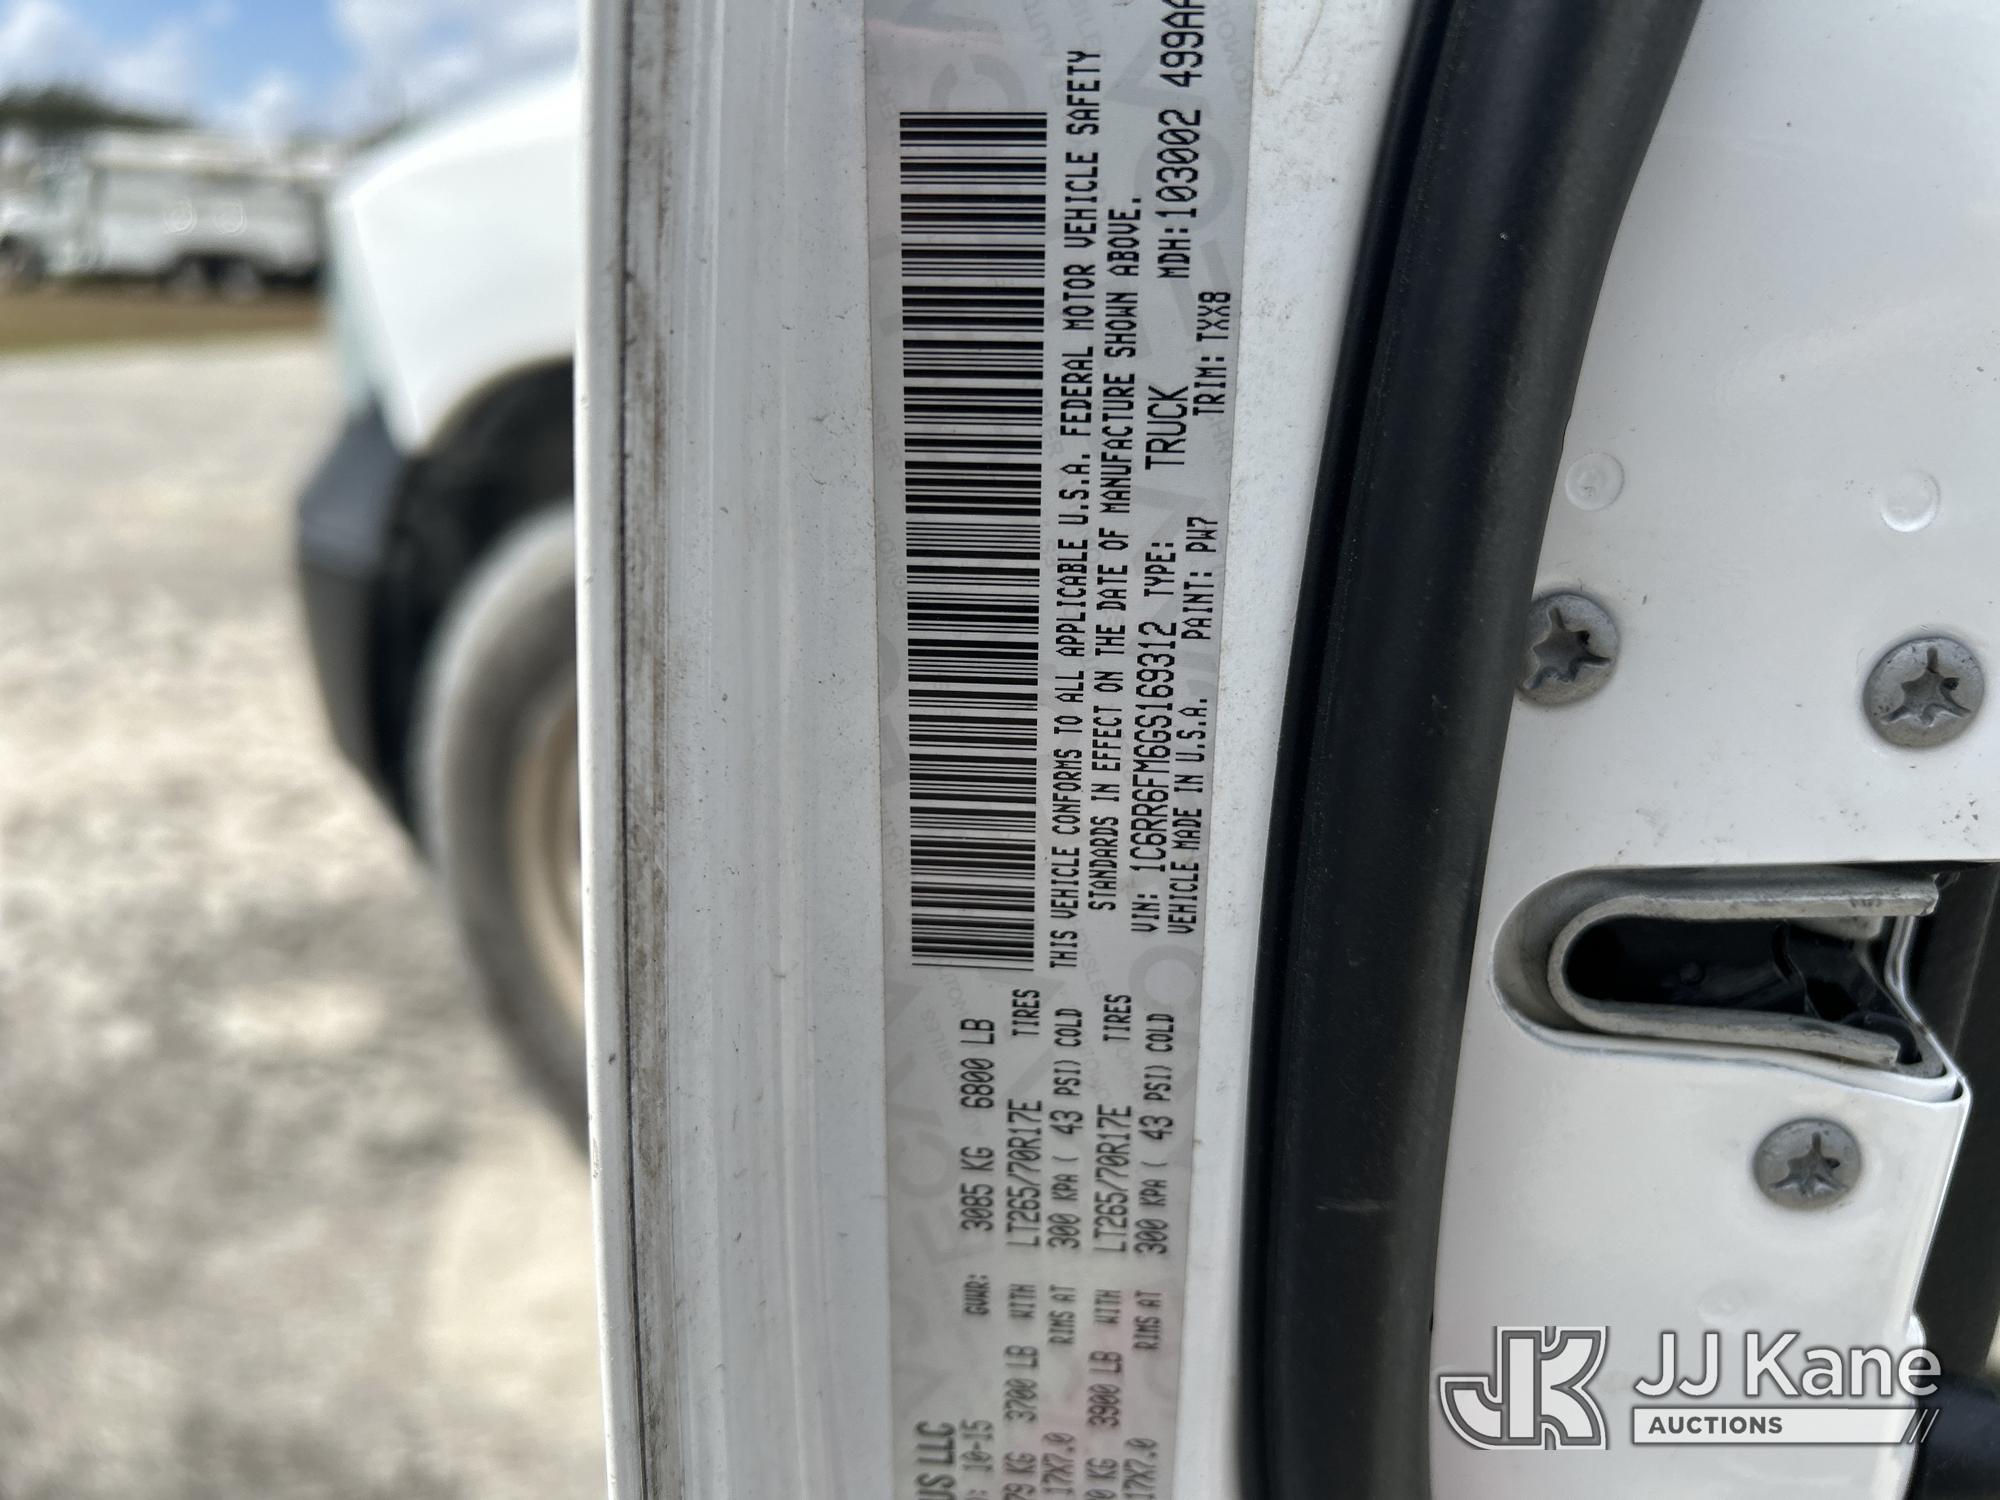 US LLC
10-15 GVWR: 3085 KG 6800 LB
79 KG 3700 LB WITH LT265/70R17E TIRES
17X7.0 RIMS AT 300 KPA ( 43 PSI) COLD
0 KG 3900 LB WITH LT265/70R17E TIRES
17X7.0 RIMS AT 300 KPA ( 43 PSI) COLD
THIS VEHICLE CONFORMS TO ALL APPLICABLE U.S.A. FEDERAL MOTOR VEHICLE SAFETY
STANDARDS IN EFFECT ON THE DATE OF MANUFACTURE SHOWN ABOVE.
VIN: 1C6RR6FM6GS169312 TYPE: TRUCK MDH:103002 499AA
VEHICLE MADE IN U.S.A. PAINT: PW7 TRIM: TXX8
JK JJ Kane
AUCTIONS